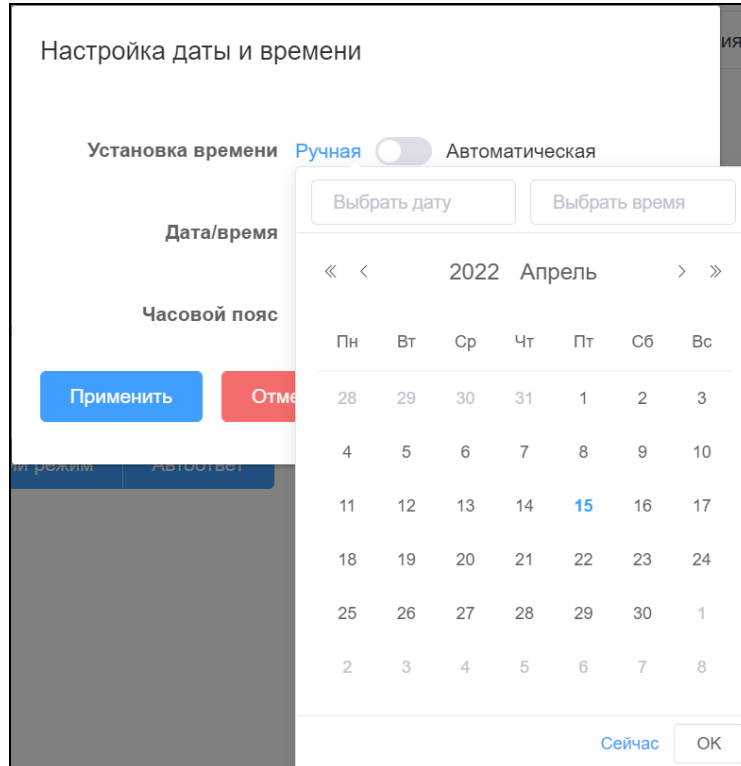 Настройка даты и времени
ия
Установка времени Ручная Автоматическая
Выбрать дату Выбрать время
Дата/время
2022 Апрель
Часовой пояс
Пн Вт Ср Чт Пт Сб Вс
Применить Отме
28 29 30 31 1 2 3
4 5 6 7 8 9 10
режим Автоответ
11 12 13 14 15 16 17
18 19 20 21 22 23 24
25 26 27 28 29 30 1
2 3 4 5 6 7 8
Сейчас OK